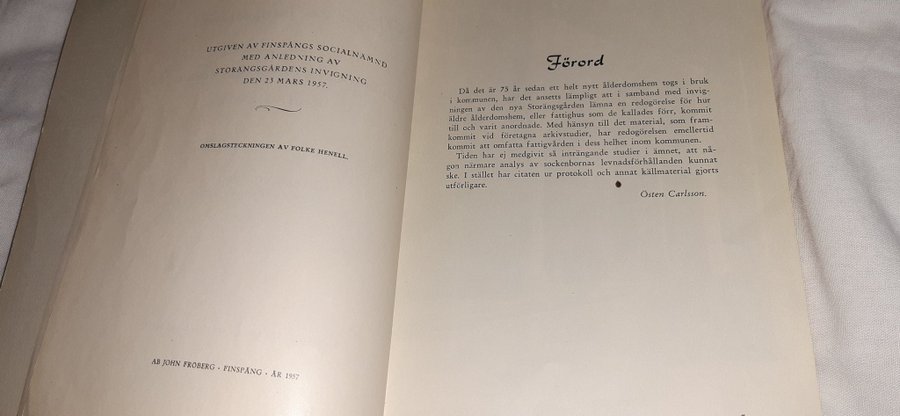 UTGIVEN AV FINSPÅNGS SOCIALNÄMND
MED ANLEDNING AV
STORÄNGSGÅRDENS INVIGNING
DEN 23 MARS 1957.
OMSLAGSTECKNINGEN AV FOLKE HENELL.
AB JOHN FROBERG · FINSPÅNG · ÅR 1957
Förord
Då det är 75 år sedan ett helt nytt ålderdomshem togs i bruk
i kommunen, har det ansetts lämpligt att i samband med invig-
ningen av den nya Storängsgården lämna en redogörelse för hur
äldre ålderdomshem, eller fattighus som de kallades förr, kommit
till och varit anordnade. Med hänsyn till det material, som fram-
kommit vid företagna arkivstudier, har redogörelsen emellertid
kommit att omfatta fattigvården i dess helhet inom kommunen.
Tiden har ej medgivit så inträngande studier i ämnet, att nå-
gon närmare analys av sockenbornas levnadsförhållanden kunnat
ske. I stället har citaten ur protokoll och annat källmaterial gjorts
utförligare.
Östen Carlsson.